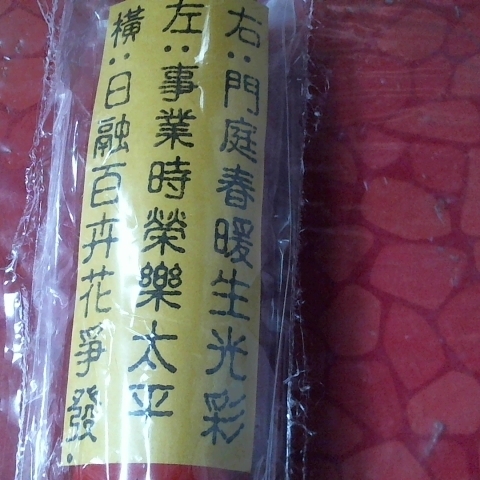 右:門庭春暖生光彩
左:事業時榮樂太平
橫:日融百卉花爭發.